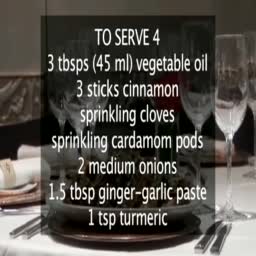 TO SERVE 4
3 tbsps (45 ml) vegetable oil
3 sticks cinnamon
sprinkling cloves
sprinkling cardamom pods
2 medium onions
1.5 tbsp ginger-garlic paste
1 tsp turmeric